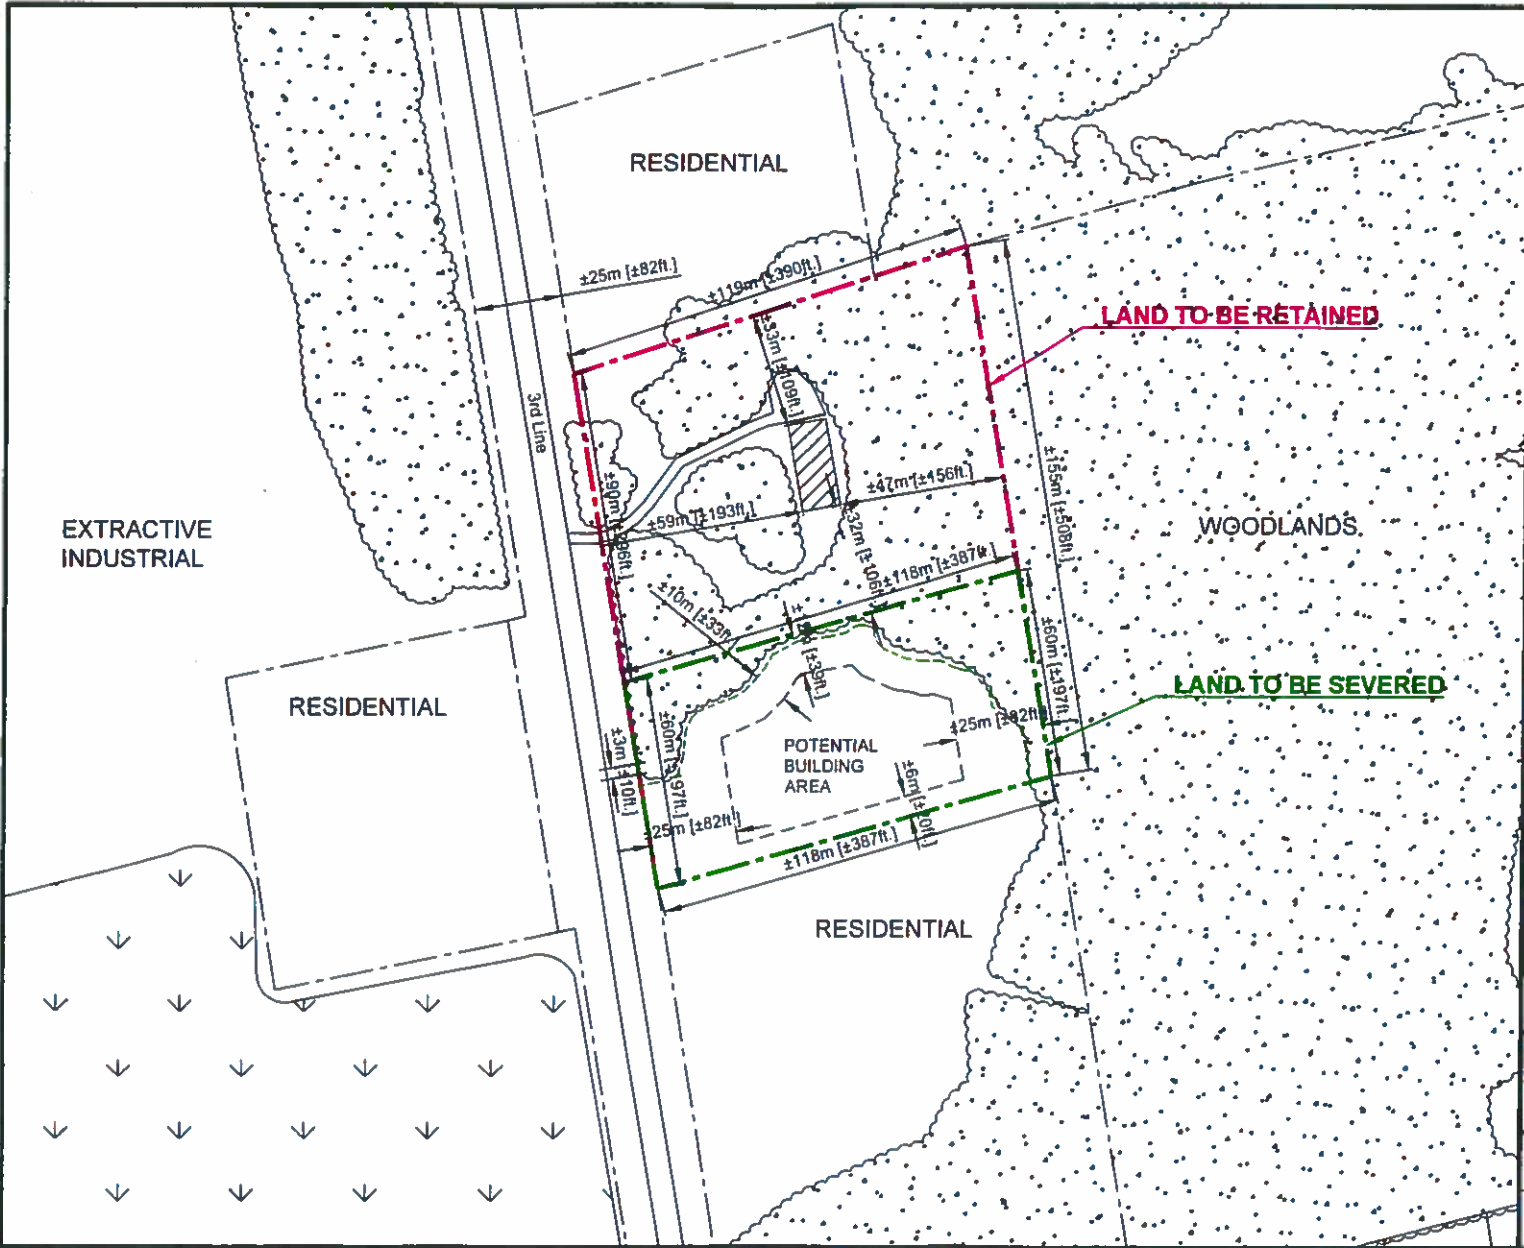 RESIDENTIAL
±25m [±82ft.]
±119m [±390ft.]
LAND TO BE RETAINED
±33m [±109ft.]
3rd Line
±90m [±296ft.]
±59m [±193ft.]
±47m [±156ft.]
±32m [±106ft.]
±155m [±508ft.]
WOODLANDS
EXTRACTIVE
INDUSTRIAL
±118m [±387ft.]
±10m [±33ft.]
[±39ft.]
±60m [±197ft.]
LAND TO BE SEVERED
RESIDENTIAL
±3m [±10ft.]
±60m [±197ft.]
±25m [±82ft.]
POTENTIAL
BUILDING
AREA
±6m [±20ft.]
±25m [±82ft.]
±118m [±387ft.]
RESIDENTIAL